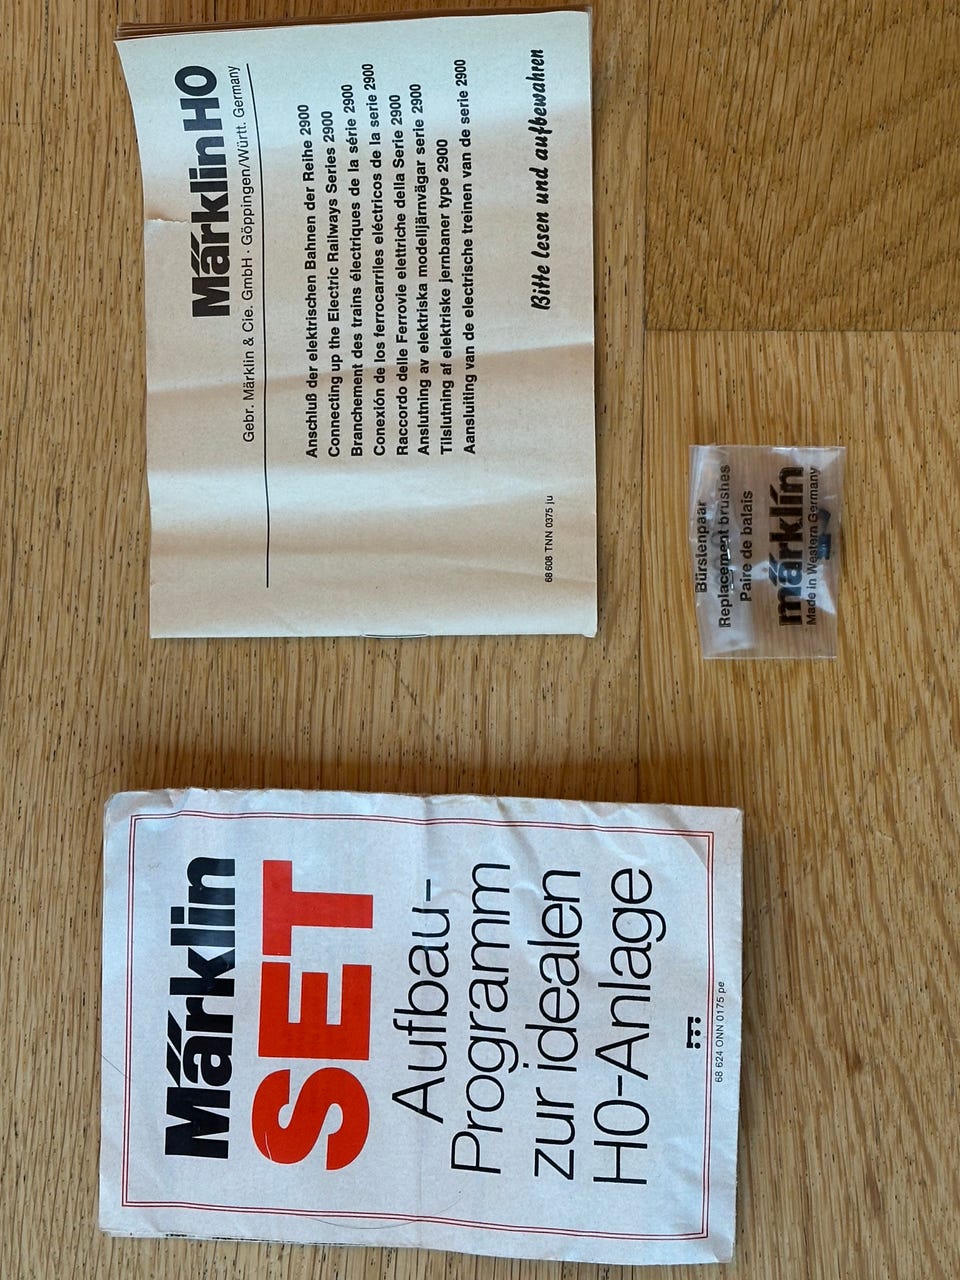 Märklin HO
Gebr. Märklin & Cie. GmbH · Göppingen/Württ. Germany
Anschluß der elektrischen Bahnen der Reihe 2900
Connecting up the Electric Railways Series 2900
Branchement des trains électriques de la série 2900
Conexión de los ferrocarriles eléctricos de la serie 2900
Raccordo delle Ferrovie elettriche della Serie 2900
Anslutning av elektriska modelljärnvägar serie 2900
Tilslutning af elektriske jernbaner type 2900
Aansluiting van de electrische treinen van de serie 2900
Bitte lesen und aufbewahren
68 608 TNN 0375 ju
Märklin
SET
Aufbau-
Programm
zur idealen
HO-Anlage
68 624 ONN 0175 pe
Bürstenpaar
Replacement brushes
Paire de balais
märklin
Made in Western Germany